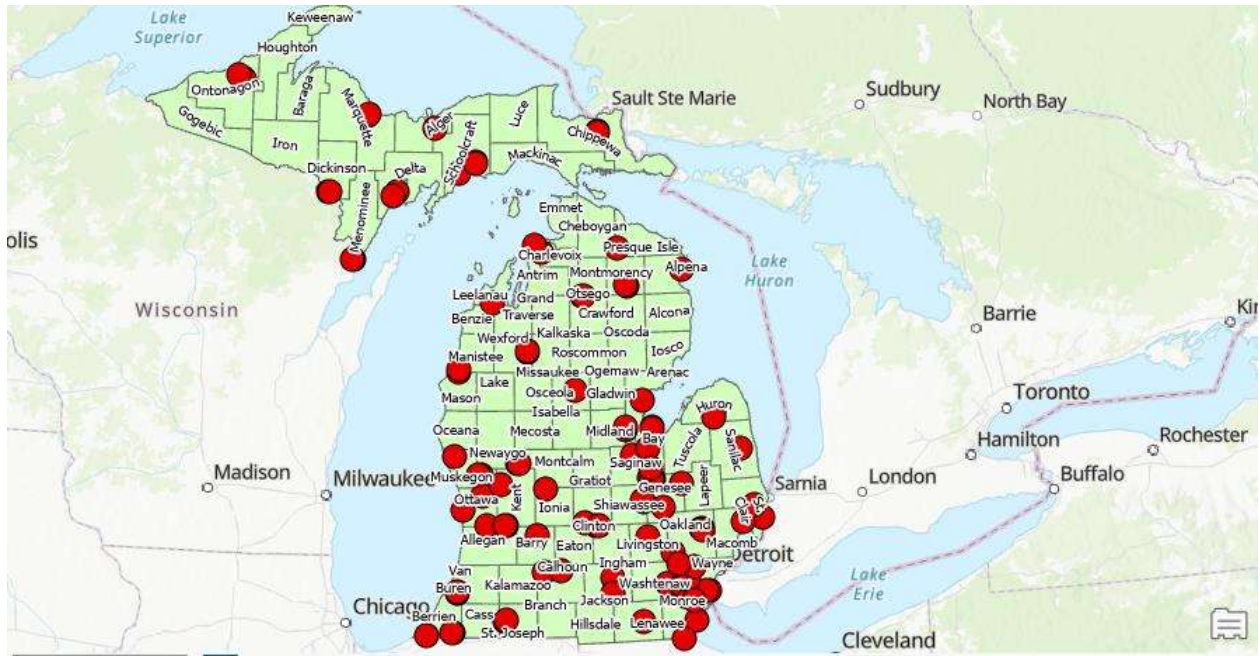 Keweenaw
Lake
Superior
Houghton
Ontonagon
Baraga
Marquette
Gogebic
Iron
Alger
Schoolcraft
Luce
Chippewa
Mackinac
Dickinson
Delta
Menominee
Sault Ste Marie
Sudbury
North Bay
olis
Wisconsin
Emmet
Cheboygan
Charlevoix
Presque Isle
Antrim
Montmorency
Alpena
Lake
Huron
Leelanau
Grand
Traverse
Otsego
Benzie
Crawford
Alcona
Kalkaska
Oscoda
Wexford
Manistee
Roscommon
Iosco
Missaukee
Ogemaw
Arenac
Lake
Mason
Osceola
Gladwin
Isabella
Huron
Oceana
Mecosta
Midland
Bay
Tuscola
Sanilac
Newaygo
Montcalm
Saginaw
Muskegon
Gratiot
Genesee
Lapeer
Ottawa
Kent
Ionia
Shiawassee
St.
Clair
Clinton
Oakland
Macomb
Allegan
Barry
Eaton
Livingston
Ingham
Wayne
Van
Buren
Kalamazoo
Calhoun
Washtenaw
Jackson
Monroe
Berrien
Cass
St. Joseph
Branch
Hillsdale
Lenawee
Barrie
Kin
Toronto
Hamilton
Rochester
Buffalo
London
Sarnia
Detroit
Madison
Milwaukee
Chicago
Lake
Erie
Cleveland